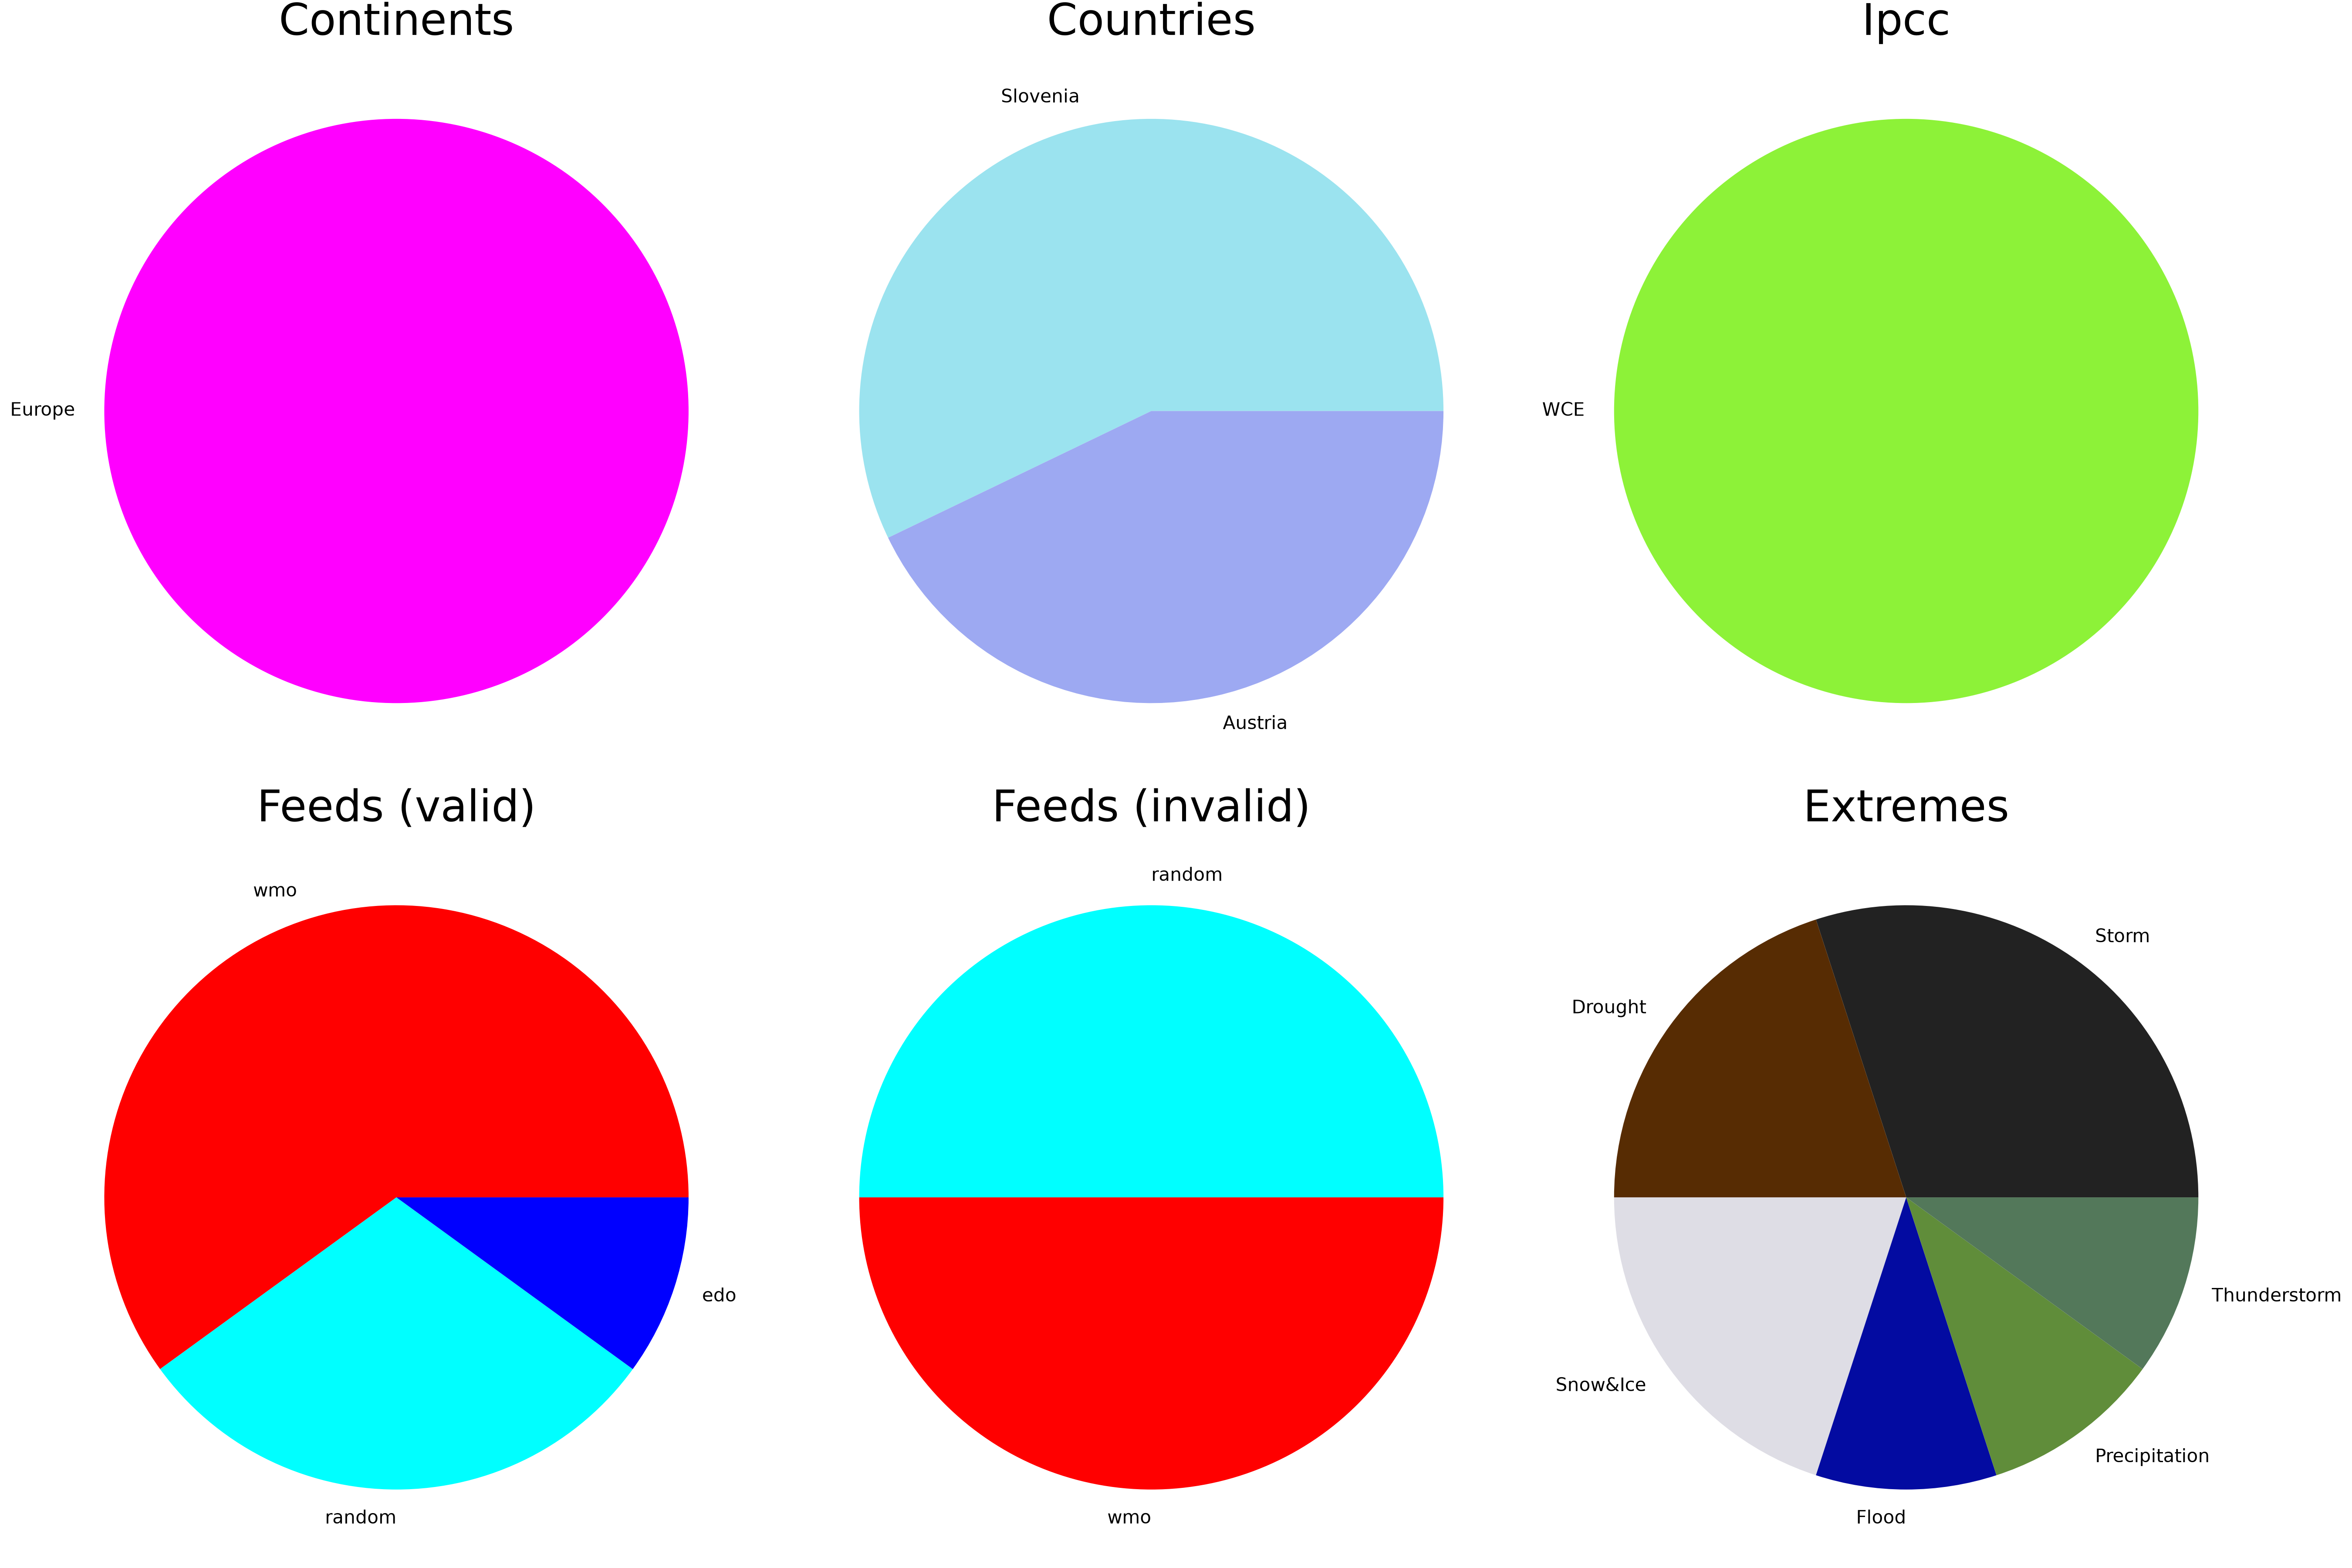 Continents
Countries
Ipcc
Slovenia
Europe
WCE
Austria
Feeds (valid)
Feeds (invalid)
Extremes
wmo
random
Storm
Drought
edo
Thunderstorm
Snow&Ice
Precipitation
random
wmo
Flood